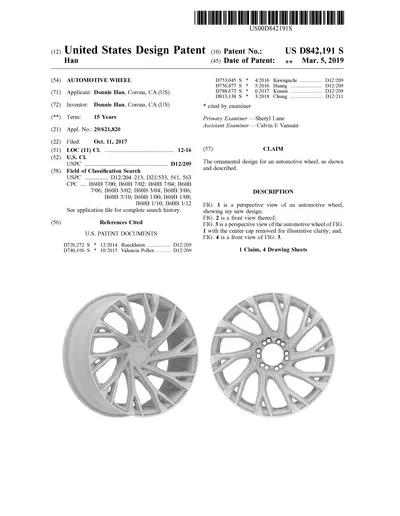 US00D842191S
(12) United States Design Patent
Han
(10) Patent No.: US D842,191 S
(45) Date of Patent: ** Mar. 5, 2019
(54) AUTOMOTIVE WHEEL
(71) Applicant: Donnie Han, Corona, CA (US)
(72) Inventor: Donnie Han, Corona, CA (US)
(**) Term: 15 Years
(21) Appl. No.: 29/621,820
(22) Filed: Oct. 11, 2017
(51) LOC (11) Cl. 12-16
(52) U.S. Cl.
USPC D12/209
(58) Field of Classification Search
USPC D12/204-213; D21/533, 561, 563
CPC B60B 7/00; B60B 7/02; B60B 7/04; B60B
7/06; B60B 3/02; B60B 3/04; B60B 3/06;
B60B 3/10; B60B 1/00; B60B 1/08;
B60B 1/10; B60B 1/12
See application file for complete search history.
(56) References Cited
U.S. PATENT DOCUMENTS
D720,272 S * 12/2014 Roeckheim D12/209
D740,196 S * 10/2015 Valencia Pollex D12/209
D753,045 S * 4/2016 Kawaguchi D12/209
D756,877 S * 5/2016 Huang D12/209
D788,673 S * 6/2017 Krause D12/209
D813,138 S * 3/2018 Chung D12/211
* cited by examiner
Primary Examiner — Sheryl Lane
Assistant Examiner — Calvin E Vansant
(57) CLAIM
The ornamental design for an automotive wheel, as shown
and described.
DESCRIPTION
FIG. 1 is a perspective view of an automotive wheel,
showing my new design;
FIG. 2 is a front view thereof;
FIG. 3 is a perspective view of the automotive wheel of FIG.
1 with the center cap removed for illustrative clarity; and,
FIG. 4 is a front view of FIG. 3.
1 Claim, 4 Drawing Sheets